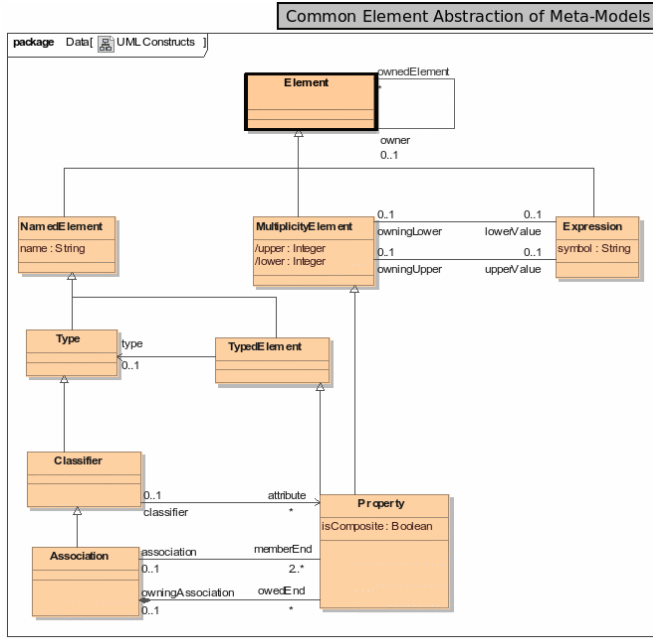 Common Element Abstraction of Meta-Models
package Data[ UML Constructs ]
Element
ownedElement
*
owner
0..1
NamedElement
name : String
MultiplicityElement
/upper : Integer
/lower : Integer
0..1
owningLower
0..1
lowerValue
0..1
owningUpper
0..1
upperValue
Expression
symbol : String
Type
type
0..1
TypedElement
Classifier
0..1
classifier
attribute
*
Property
isComposite : Boolean
Association
association
0..1
memberEnd
2..*
owningAssociation
0..1
owedEnd
*